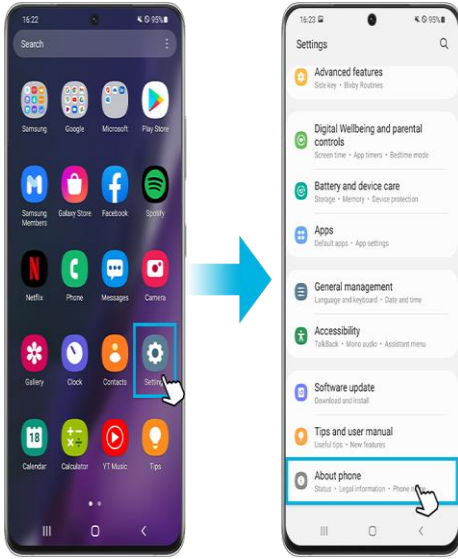 16:22
95%
Search
Samsung
Google
Microsoft
Play Store
Samsung
Members
Galaxy Store
Facebook
Spotify
Netflix
Phone
Messages
Camera
Gallery
Clock
Contacts
Setting
18
Calendar
Calculator
YT Music
Tips
16:23
95%
Settings
Advanced features
Side key • Bixby Routines
Digital Wellbeing and parental
controls
Screen time • App timers • Bedtime mode
Battery and device care
Storage • Memory • Device protection
Apps
Default apps • App settings
General management
Language and keyboard • Date and time
Accessibility
TalkBack • Mono audio • Assistant menu
Software update
Download and install
Tips and user manual
Useful tips • New features
About phone
Status • Legal information • Phone